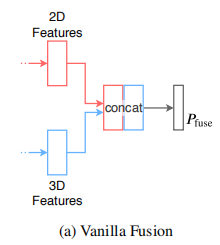 2D
Features
concat
P_fuse
3D
Features
(a) Vanilla Fusion